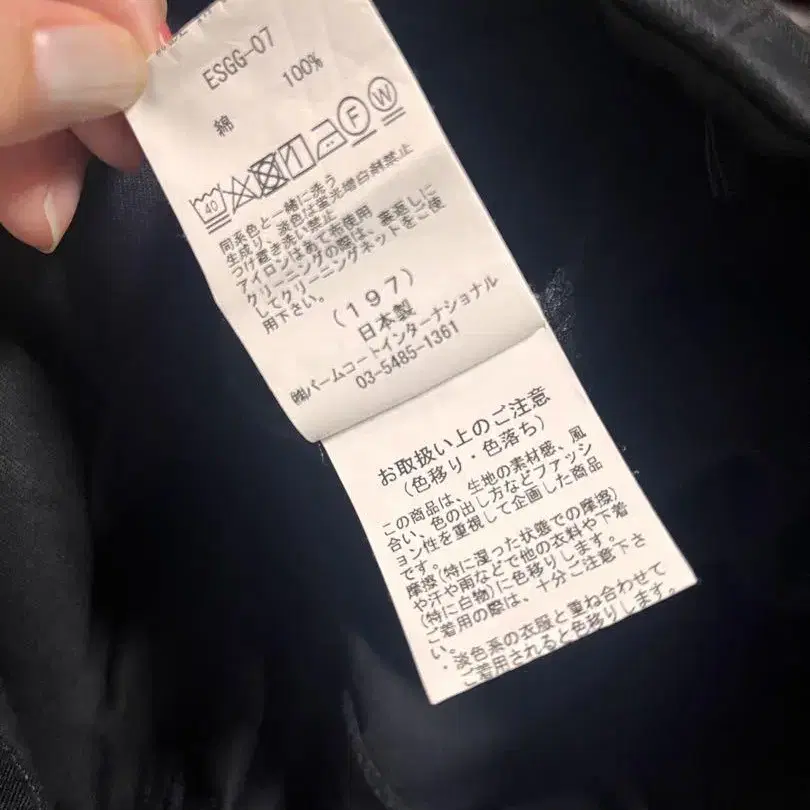 ESGG-07
綿 100%
40 F W
同系色と一緒に洗う
生成り、淡色は蛍光増白剤禁止
つけ置き洗い禁止
アイロンはあて布使用
クリーニングの際は、裏返しに
してクリーニングネットをご使
用下さい。
(197)
日本製
㈱パームコートインターナショナル
03-5485-1361
お取扱い上のご注意
(色移り・色落ち)
この商品は、生地の素材感、風
合い、色の出し方などファッシ
ョン性を重視して企画した商品
です。
摩擦(特に湿った状態での摩擦)
や汗や雨などで他の衣料や下着
(特に白物)に色移りします。
ご着用の際は、十分ご注意下さ
い。
・淡色系の衣服と重ね合わせて
ご着用されると色移りします。